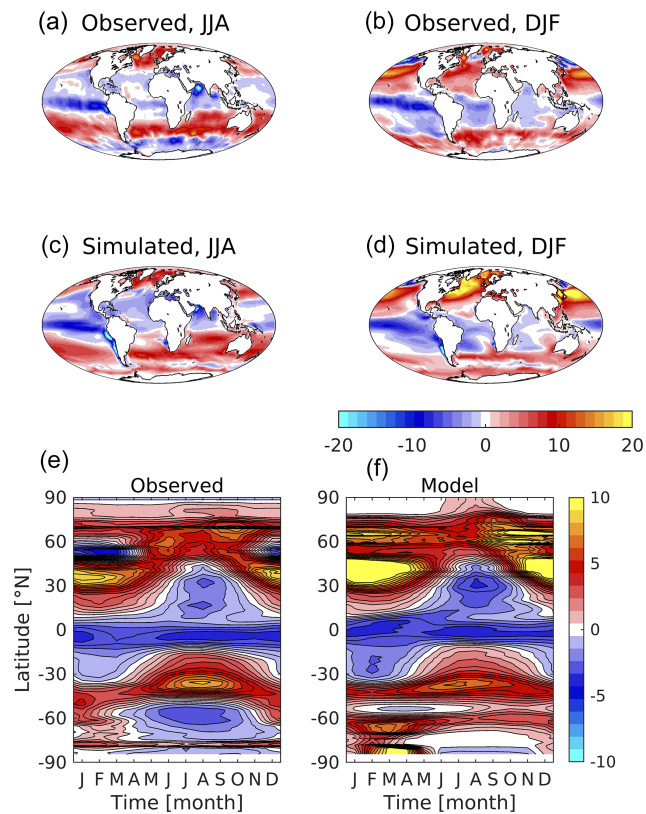 (a) Observed, JJA
(b) Observed, DJF
(c) Simulated, JJA
(d) Simulated, DJF
-20 -10 0 10 20
(e)
Observed
(f)
Model
90
60
30
0
-30
-60
-90
Latitude [°N]
J F M A M J J A S O N D
Time [month]
90
60
30
0
-30
-60
-90
J F M A M J J A S O N D
Time [month]
10
5
0
-5
-10